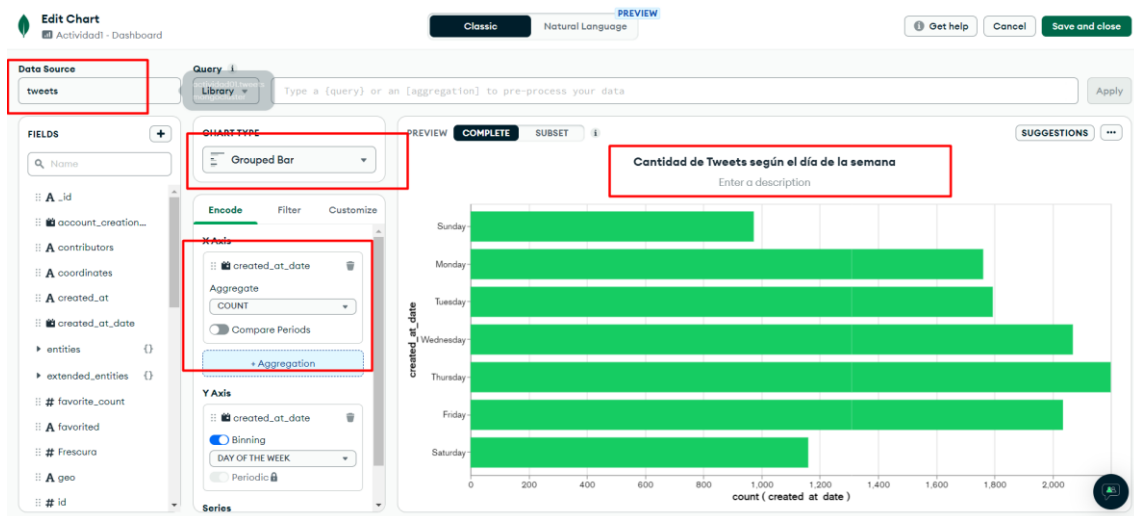 Edit Chart
Actividad1 - Dashboard
Classic
Natural Language
PREVIEW
Get help
Cancel
Save and close
Data Source
tweets
Query
Library
Type a {query} or an [aggregation] to pre-process your data
Apply
FIELDS
+
Name
A _id
account_creation...
A contributors
A coordinates
A created_at
created_at_date
entities {}
extended_entities {}
# favorite_count
A favorited
# Frescura
A geo
# id
CHART TYPE
Grouped Bar
Encode
Filter
Customize
X Axis
created_at_date
Aggregate
COUNT
Compare Periods
+ Aggregation
Y Axis
created_at_date
Binning
DAY OF THE WEEK
Periodic
Series
PREVIEW
COMPLETE
SUBSET
SUGGESTIONS
...
Cantidad de Tweets según el día de la semana
Enter a description
created_at_date
Sunday
Monday
Tuesday
Wednesday
Thursday
Friday
Saturday
0 200 400 600 800 1,000 1,200 1,400 1,600 1,800 2,000
count ( created at date )